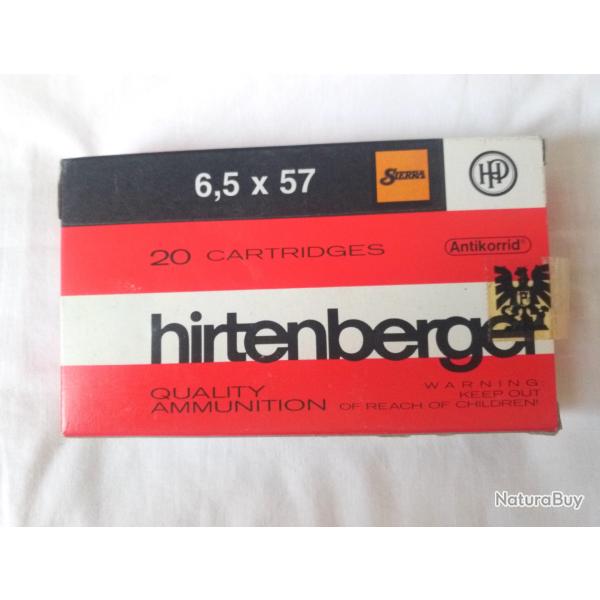 6,5 x 57
SIERRA
HP
20 CARTRIDGES
Antikorrid®
hirtenberger
P
QUALITY
AMMUNITION
WARNING:
KEEP OUT
OF REACH OF CHILDREN!
NaturaBuy